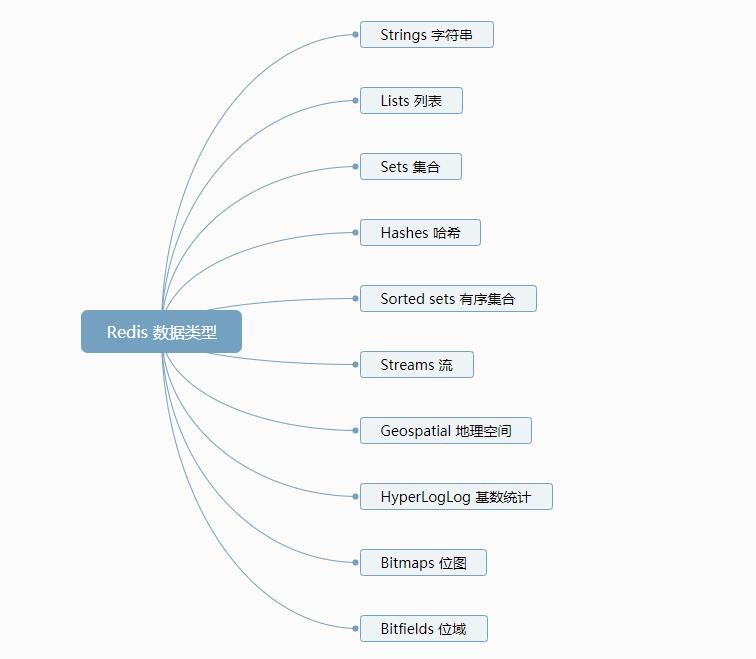 Strings 字符串
Lists 列表
Sets 集合
Hashes 哈希
Sorted sets 有序集合
Redis 数据类型
Streams 流
Geospatial 地理空间
HyperLogLog 基数统计
Bitmaps 位图
Bitfields 位域